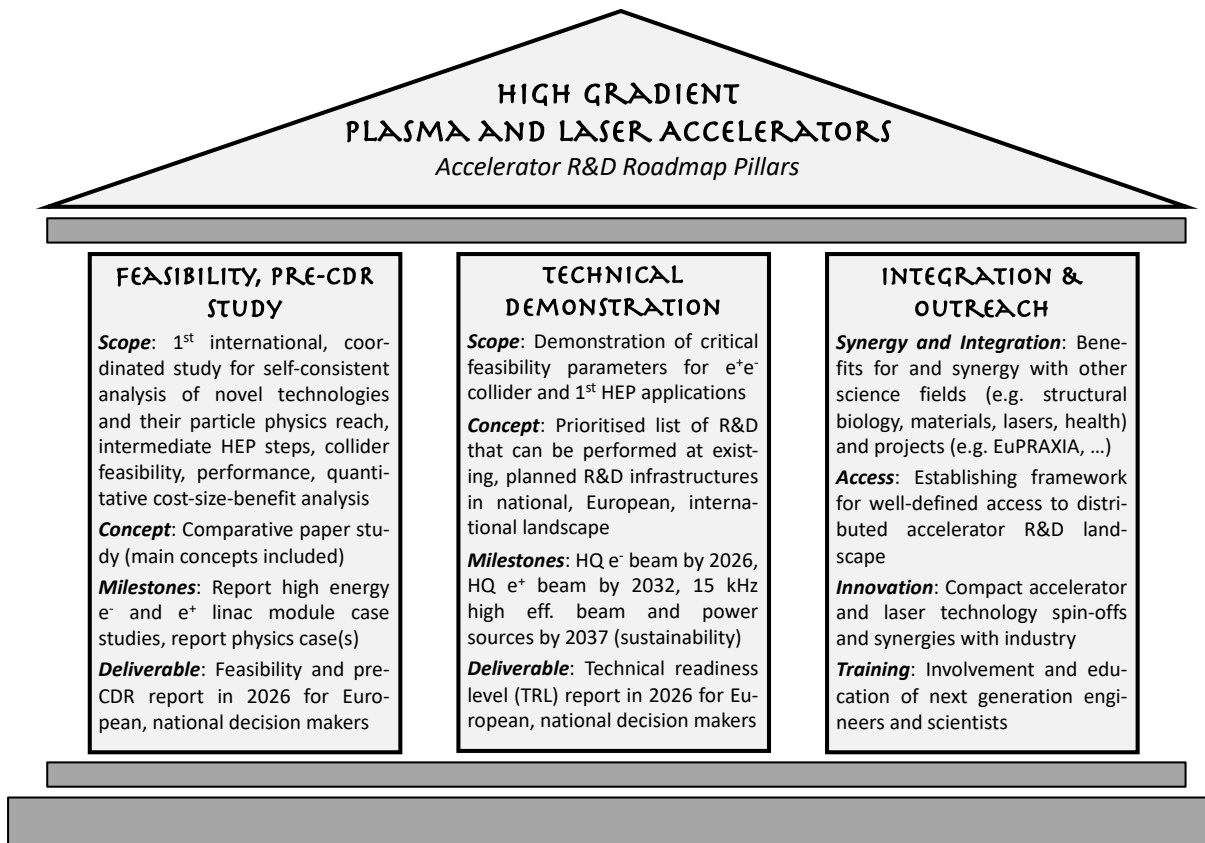 HIGH GRADIENT
PLASMA AND LASER ACCELERATORS
Accelerator R&D Roadmap Pillars
FEASIBILITY, PRE-CDR
STUDY
Scope: 1st international, coor-
dinated study for self-consistent
analysis of novel technologies
and their particle physics reach,
intermediate HEP steps, collider
feasibility, performance, quanti-
tative cost-size-benefit analysis
Concept: Comparative paper stu-
dy (main concepts included)
Milestones: Report high energy
e- and e+ linac module case
studies, report physics case(s)
Deliverable: Feasibility and pre-
CDR report in 2026 for Euro-
pean, national decision makers
TECHNICAL
DEMONSTRATION
Scope: Demonstration of critical
feasibility parameters for e+e-
collider and 1st HEP applications
Concept: Prioritised list of R&D
that can be performed at exist-
ing, planned R&D infrastructures
in national, European, interna-
tional landscape
Milestones: HQ e- beam by 2026,
HQ e+ beam by 2032, 15 kHz
high eff. beam and power
sources by 2037 (sustainability)
Deliverable: Technical readiness
level (TRL) report in 2026 for Eu-
ropean, national decision makers
INTEGRATION &
OUTREACH
Synergy and Integration: Bene-
fits for and synergy with other
science fields (e.g. structural
biology, materials, lasers, health)
and projects (e.g. EuPRAXIA, …)
Access: Establishing framework
for well-defined access to distri-
buted accelerator R&D land-
scape
Innovation: Compact accelerator
and laser technology spin-offs
and synergies with industry
Training: Involvement and edu-
cation of next generation engi-
neers and scientists